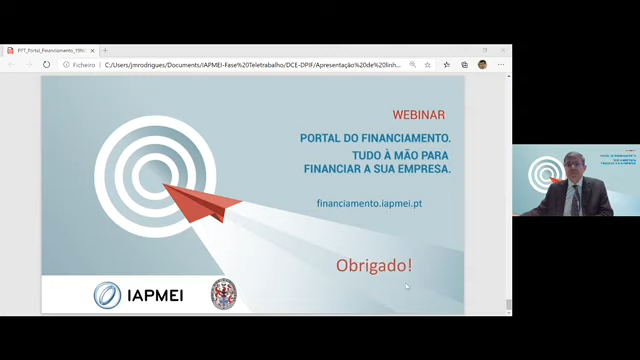 PPT_Portal_Financiamento_19N
Ficheiro
C:/Users/jmrodrigues/Documents/IAPMEI-Fase%20Teletrabalho/DCE-DPIF/Apresentação%20de%20linh...
WEBINAR
PORTAL DO FINANCIAMENTO.
TUDO À MÃO PARA
FINANCIAR A SUA EMPRESA.
financiamento.iapmei.pt
Obrigado!
IAPMEI